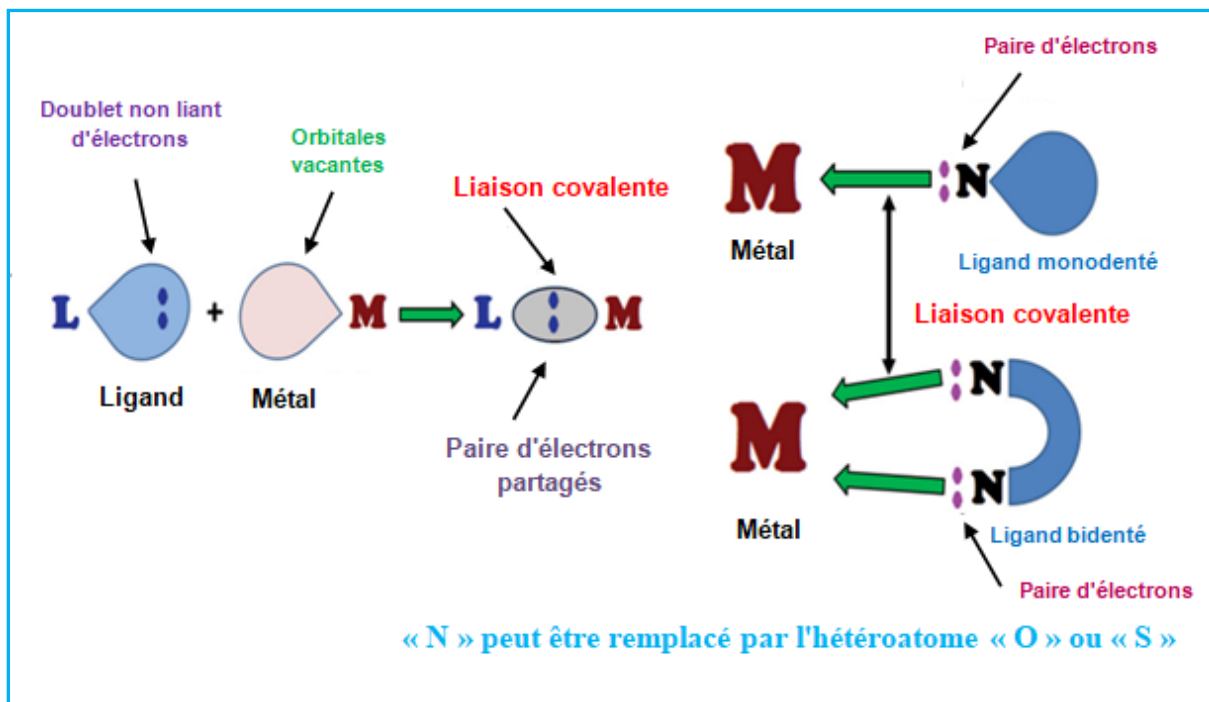 Doublet non liant
d'électrons
Orbitales
vacantes
Liaison covalente
L
+
M
L
M
Ligand
Métal
Paire d'électrons
partagés
Paire d'électrons
M
N
Métal
Ligand monodenté
Liaison covalente
N
M
N
Métal
Ligand bidenté
Paire d'électrons
« N » peut être remplacé par l'hétéroatome « O » ou « S »